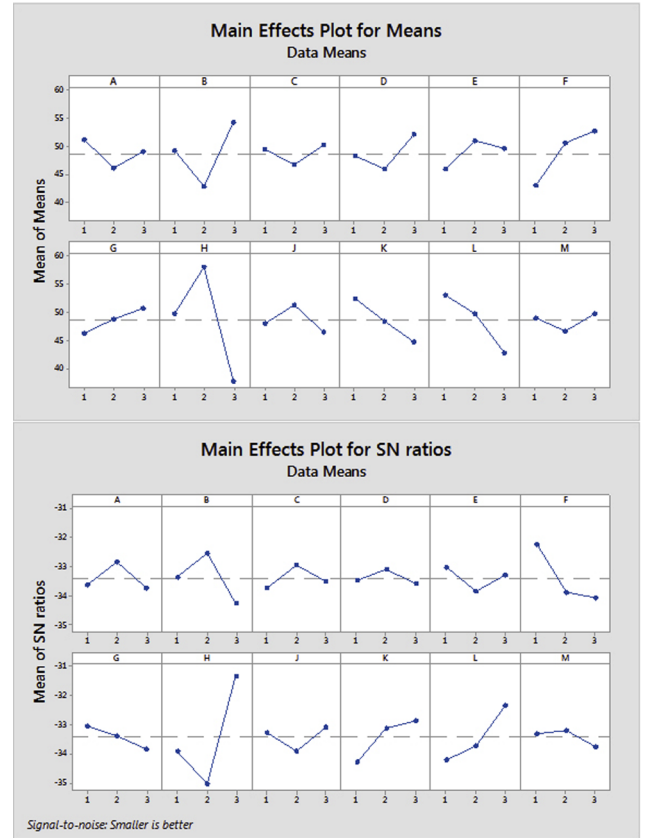 Main Effects Plot for Means
Data Means
A B C D E F
60
55
50
45
40
1 2 3 1 2 3 1 2 3 1 2 3 1 2 3 1 2 3
G H J K L M
60
55
50
45
40
1 2 3 1 2 3 1 2 3 1 2 3 1 2 3 1 2 3
Mean of Means
Main Effects Plot for SN ratios
Data Means
A B C D E F
-31
-32
-33
-34
-35
1 2 3 1 2 3 1 2 3 1 2 3 1 2 3 1 2 3
G H J K L M
-31
-32
-33
-34
-35
1 2 3 1 2 3 1 2 3 1 2 3 1 2 3 1 2 3
Mean of SN ratios
Signal-to-noise: Smaller is better